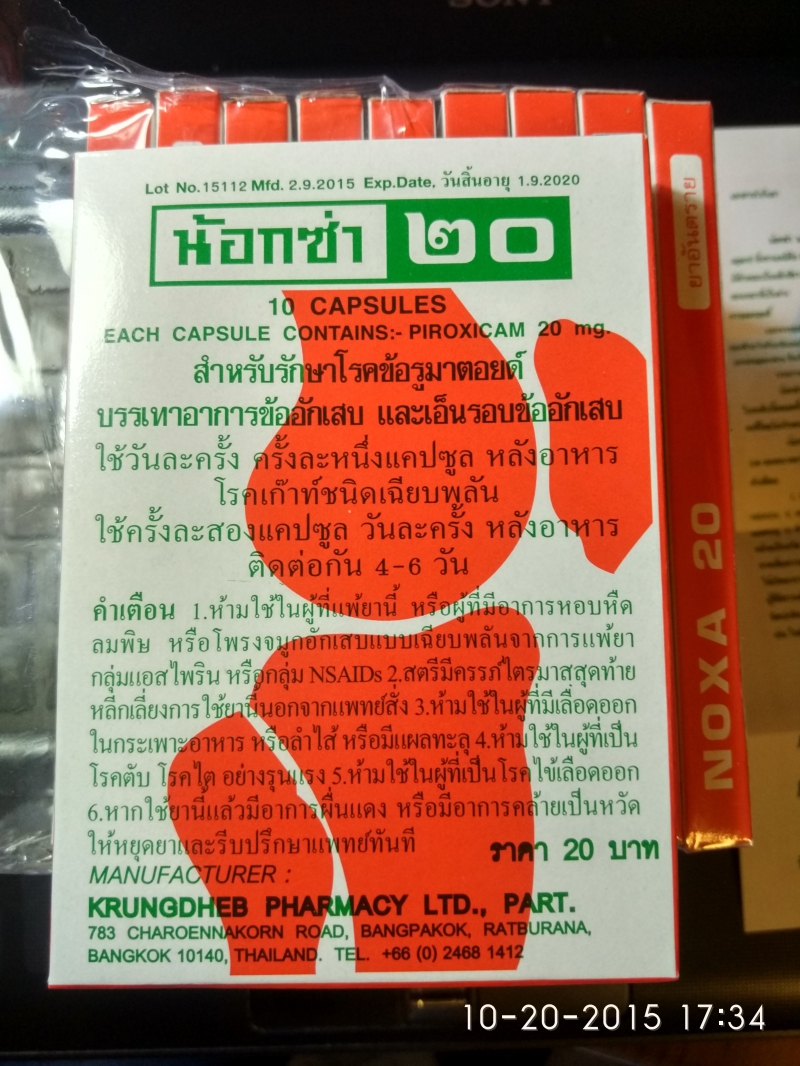 SONY
Lot No.15112 Mfd. 2.9.2015 Exp.Date, วันสิ้นอายุ 1.9.2020
น้อกซ่า ๒๐
10 CAPSULES
EACH CAPSULE CONTAINS:- PIROXICAM 20 mg.
สำหรับรักษาโรคข้อรูมาตอยด์
บรรเทาอาการข้ออักเสบ และเอ็นรอบข้ออักเสบ
ใช้วันละครั้ง ครั้งละหนึ่งแคปซูล หลังอาหาร
โรคเก๊าท์ชนิดเฉียบพลัน
ใช้ครั้งละสองแคปซูล วันละครั้ง หลังอาหาร
ติดต่อกัน 4-6 วัน
คำเตือน 1.ห้ามใช้ในผู้ที่แพ้ยานี้ หรือผู้ที่มีอาการหอบหืด
ลมพิษ หรือโพรงจมูกอักเสบแบบเฉียบพลันจากการแพ้ยา
กลุ่มแอสไพริน หรือกลุ่ม NSAIDs 2.สตรีมีครรภ์ไตรมาสสุดท้าย
หลีกเลี่ยงการใช้ยานี้นอกจากแพทย์สั่ง 3.ห้ามใช้ในผู้ที่มีเลือดออก
ในกระเพาะอาหาร หรือลำไส้ หรือมีแผลทะลุ 4.ห้ามใช้ในผู้ที่เป็น
โรคตับ โรคไต อย่างรุนแรง 5.ห้ามใช้ในผู้ที่เป็นโรคไข้เลือดออก
6.หากใช้ยานี้แล้วมีอาการผื่นแดง หรือมีอาการคล้ายเป็นหวัด
ให้หยุดยาและรีบปรึกษาแพทย์ทันที
ราคา 20 บาท
MANUFACTURER :
KRUNGDHEB PHARMACY LTD., PART.
783 CHAROENNAKORN ROAD, BANGPAKOK, RATBURANA,
BANGKOK 10140, THAILAND. TEL. +66 (0) 2468 1412
ยาอันตราย
NOXA 20
10-20-2015 17:34